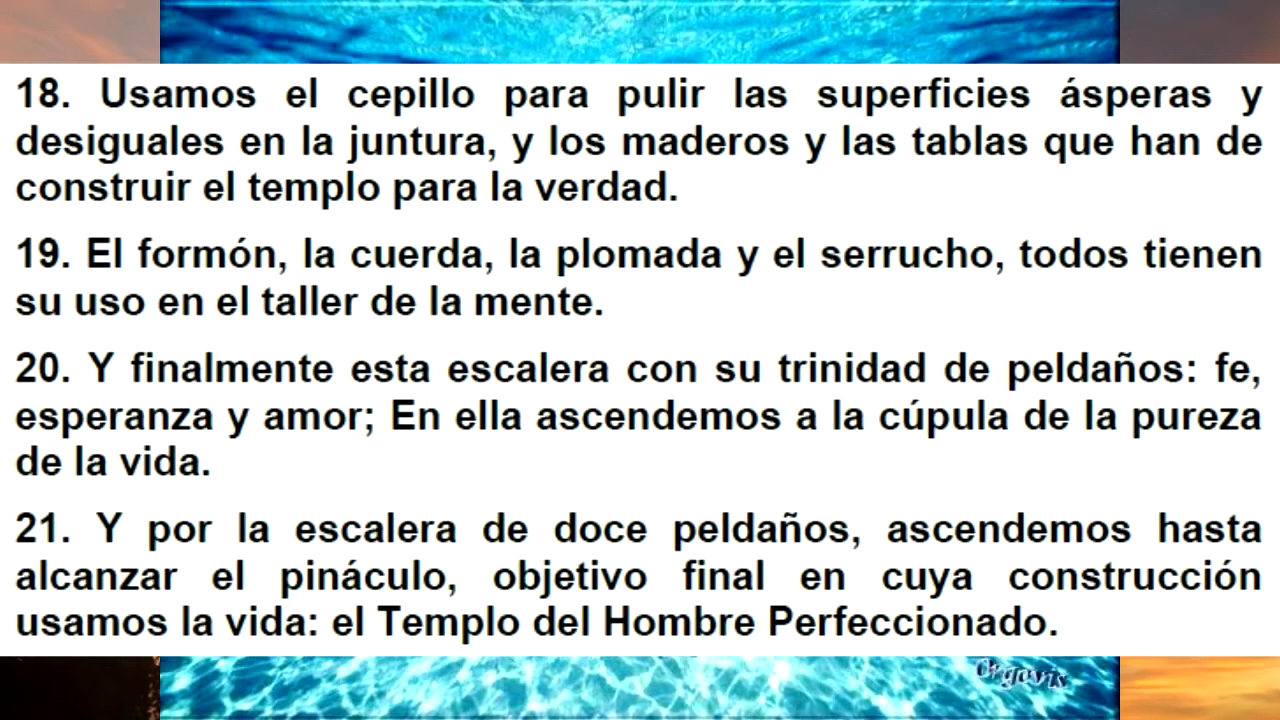 18. Usamos el cepillo para pulir las superficies ásperas y
desiguales en la juntura, y los maderos y las tablas que han de
construir el templo para la verdad.
19. El formón, la cuerda, la plomada y el serrucho, todos tienen
su uso en el taller de la mente.
20. Y finalmente esta escalera con su trinidad de peldaños: fe,
esperanza y amor; En ella ascendemos a la cúpula de la pureza
de la vida.
21. Y por la escalera de doce peldaños, ascendemos hasta
alcanzar el pináculo, objetivo final en cuya construcción
usamos la vida: el Templo del Hombre Perfeccionado.
Orgovis